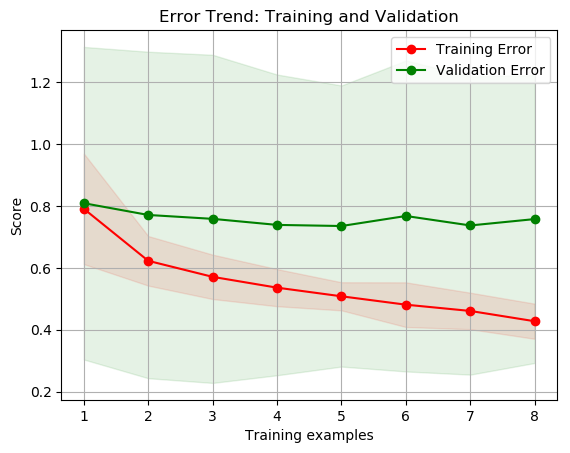 Error Trend: Training and Validation
Training Error
Validation Error
Score
1.2
1.0
0.8
0.6
0.4
0.2
1 2 3 4 5 6 7 8
Training examples